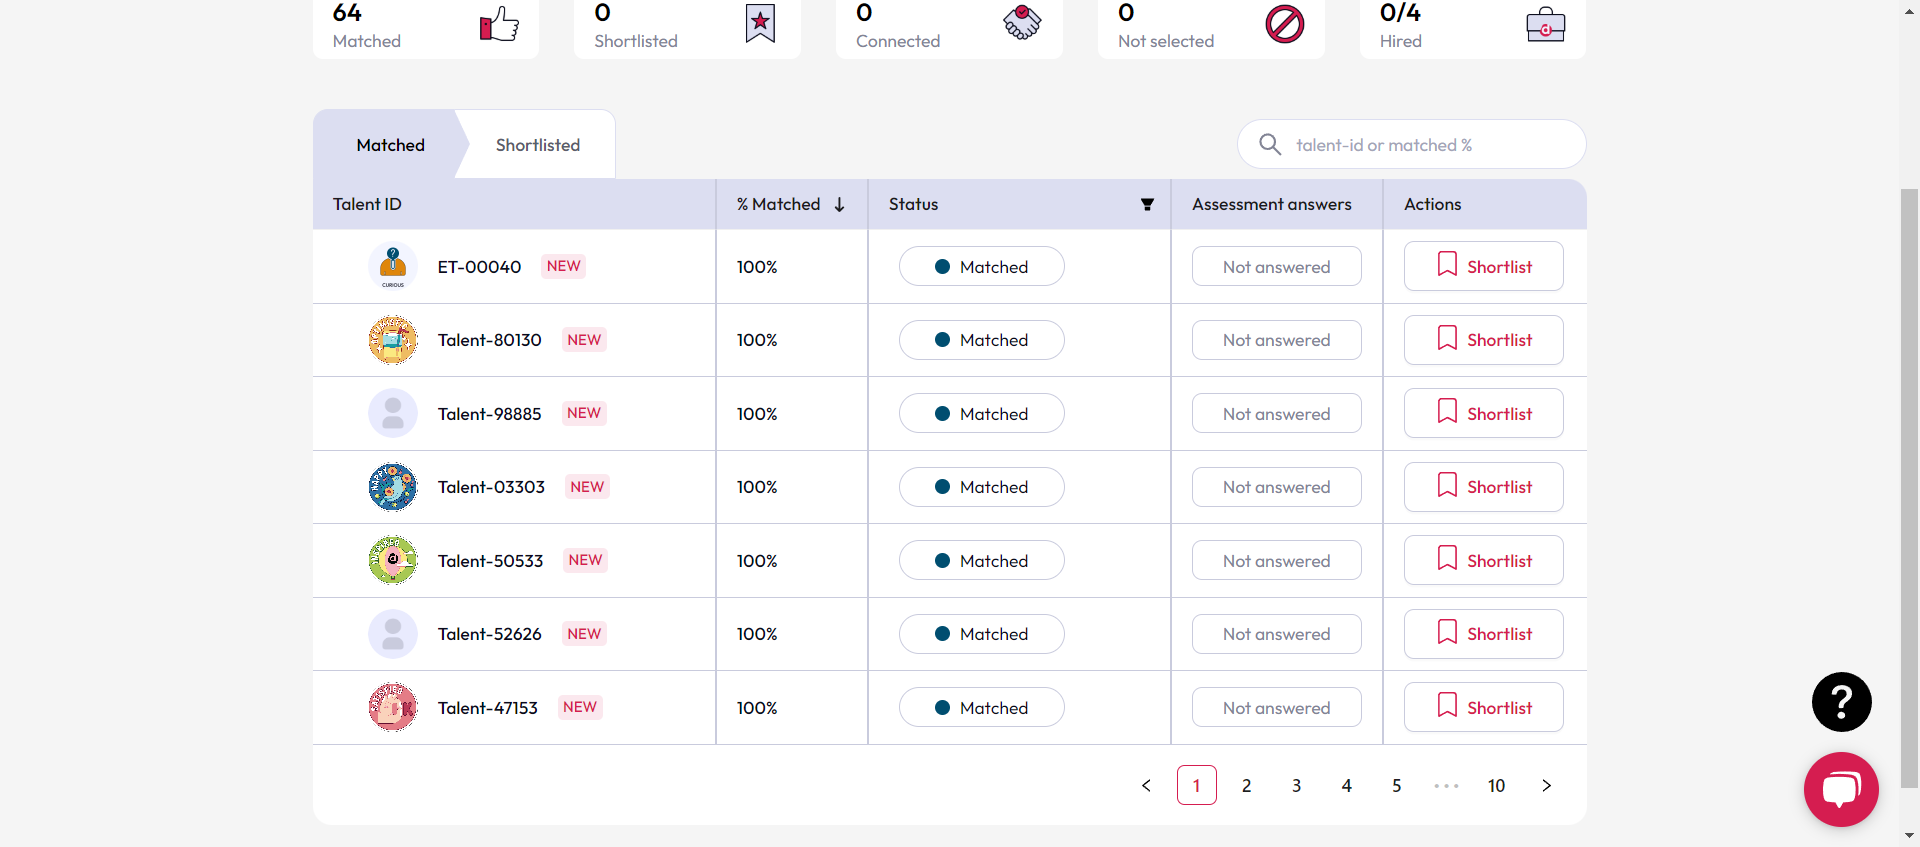 64
Matched
0
Shortlisted
0
Connected
0
Not selected
0/4
Hired
Matched
Shortlisted
talent-id or matched %
Talent ID
% Matched
Status
Assessment answers
Actions
CURIOUS
ET-00040 NEW 100% Matched Not answered Shortlist
Talent-80130 NEW 100% Matched Not answered Shortlist
Talent-98885 NEW 100% Matched Not answered Shortlist
HAPPY
Talent-03303 NEW 100% Matched Not answered Shortlist
Talent-50533 NEW 100% Matched Not answered Shortlist
Talent-52626 NEW 100% Matched Not answered Shortlist
Talent-47153 NEW 100% Matched Not answered Shortlist
< 1 2 3 4 5 ••• 10 >
?